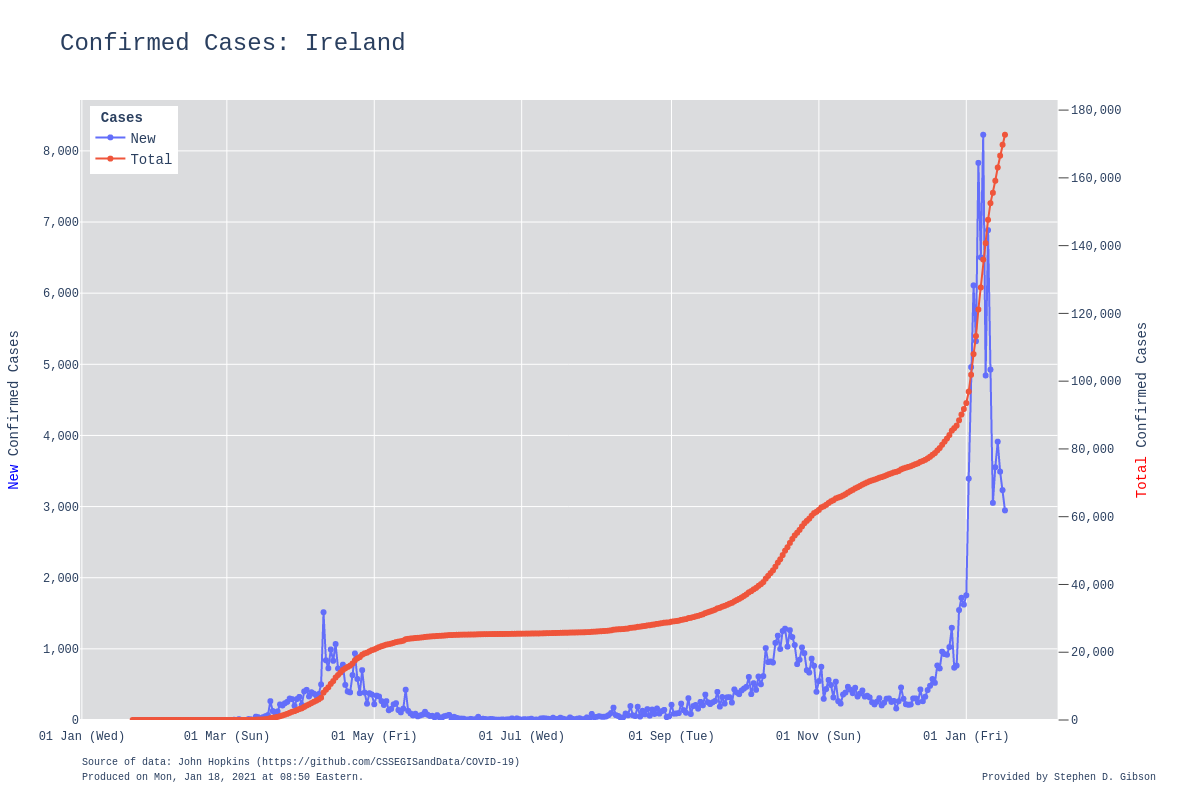 Confirmed Cases: Ireland
Cases
New
Total
8,000
7,000
6,000
5,000
4,000
3,000
2,000
1,000
0
180,000
160,000
140,000
120,000
100,000
80,000
60,000
40,000
20,000
0
New Confirmed Cases
Total Confirmed Cases
01 Jan (Wed) 01 Mar (Sun) 01 May (Fri) 01 Jul (Wed) 01 Sep (Tue) 01 Nov (Sun) 01 Jan (Fri)
Source of data: John Hopkins (https://github.com/CSSEGISandData/COVID-19)
Produced on Mon, Jan 18, 2021 at 08:50 Eastern.
Provided by Stephen D. Gibson